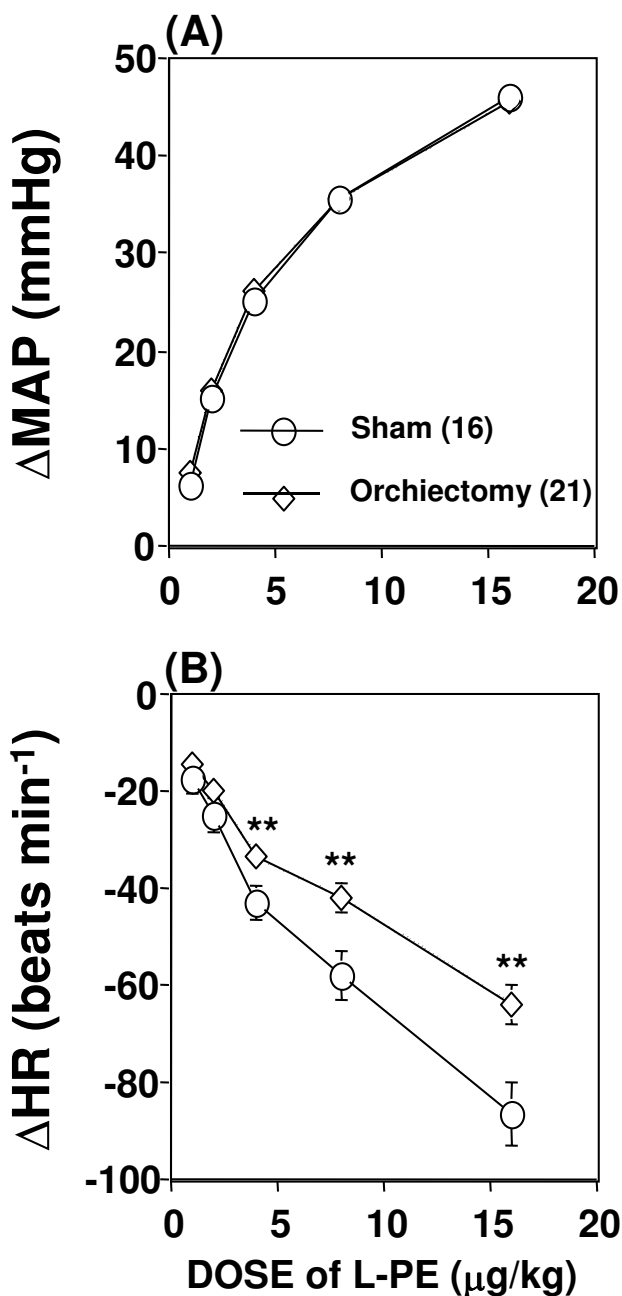 (A)
50
40
30
20
10
0
ΔMAP (mmHg)
Sham (16)
Orchiectomy (21)
0 5 10 15 20
(B)
0
-20
-40
-60
-80
-100
ΔHR (beats min-1)
**
**
**
0 5 10 15 20
DOSE of L-PE (μg/kg)